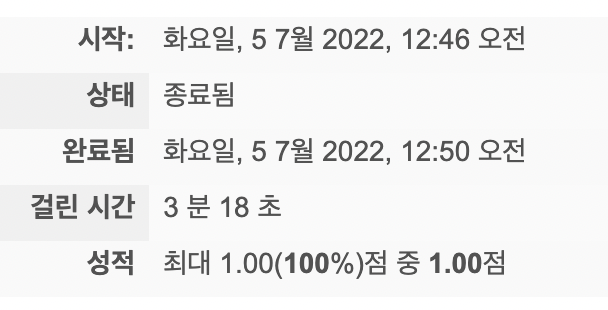 시작: 화요일, 5 7월 2022, 12:46 오전
상태 종료됨
완료됨 화요일, 5 7월 2022, 12:50 오전
걸린 시간 3 분 18 초
성적 최대 1.00(100%)점 중 1.00점